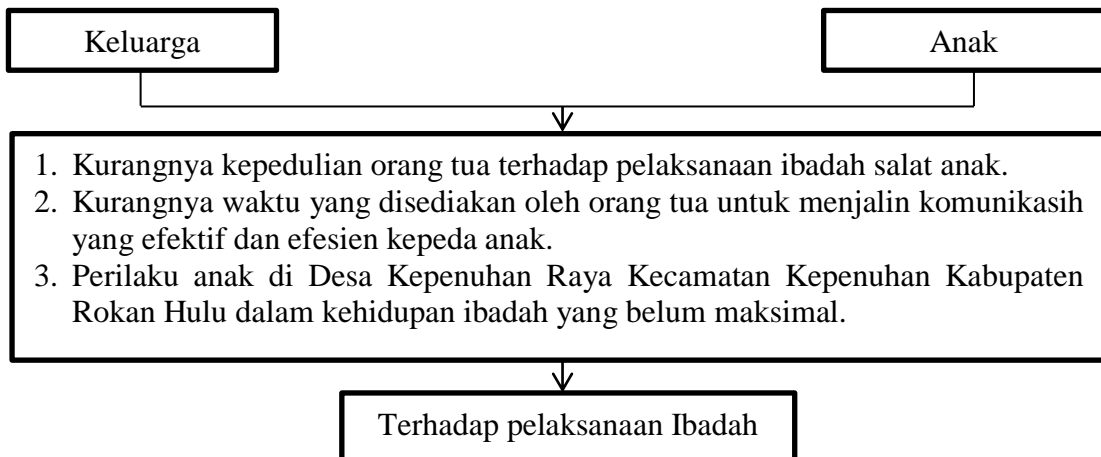 Keluarga
Anak
1. Kurangnya kepedulian orang tua terhadap pelaksanaan ibadah salat anak.
2. Kurangnya waktu yang disediakan oleh orang tua untuk menjalin komunikasih
yang efektif dan efesien kepeda anak.
3. Perilaku anak di Desa Kepenuhan Raya Kecamatan Kepenuhan Kabupaten
Rokan Hulu dalam kehidupan ibadah yang belum maksimal.
Terhadap pelaksanaan Ibadah